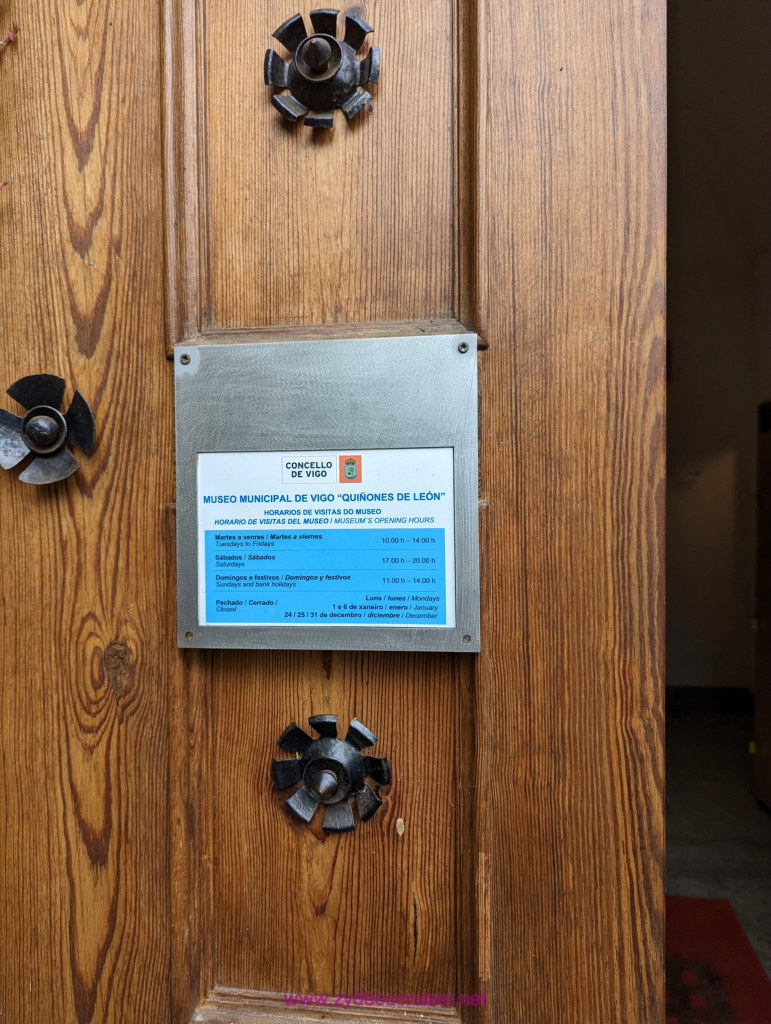 CONCELLO
DE VIGO
MUSEO MUNICIPAL DE VIGO “QUIÑONES DE LEÓN”
HORARIOS DE VISITAS DO MUSEO
HORARIO DE VISITAS DEL MUSEO / MUSEUM´S OPENING HOURS
Martes a venres / Martes a viernes
Tuesdays to Fridays
10.00 h – 14.00 h
Sábados / Sábados
Saturdays
17.00 h – 20.00 h
Domingos e festivos / Domingos y festivos
Sundays and bank holidays
11.00 h – 14.00 h
Pechado / Cerrado /
Closed
Luns / lunes / Mondays
1 e 6 de xaneiro / enero / January
24 / 25 / 31 de decembro / diciembre / December
www.zydecocruiser.net